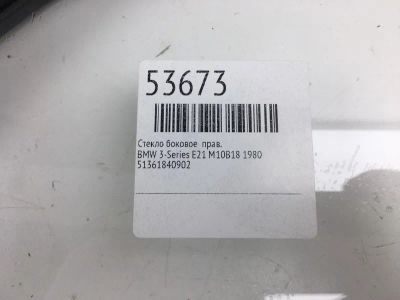 53673
Стекло боковое прав.
BMW 3-Series E21 M10B18 1980
51361840902